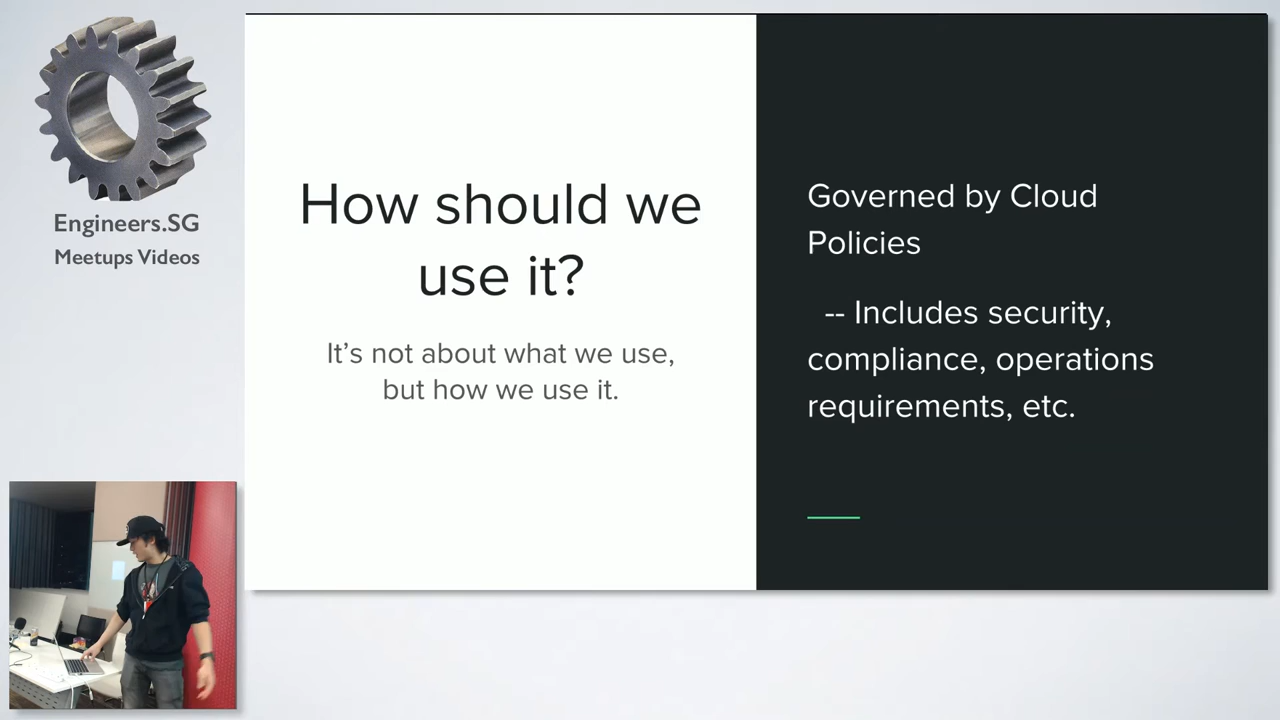 Engineers.SG
Meetups Videos
How should we
use it?
It’s not about what we use,
but how we use it.
Governed by Cloud
Policies
-- Includes security,
compliance, operations
requirements, etc.